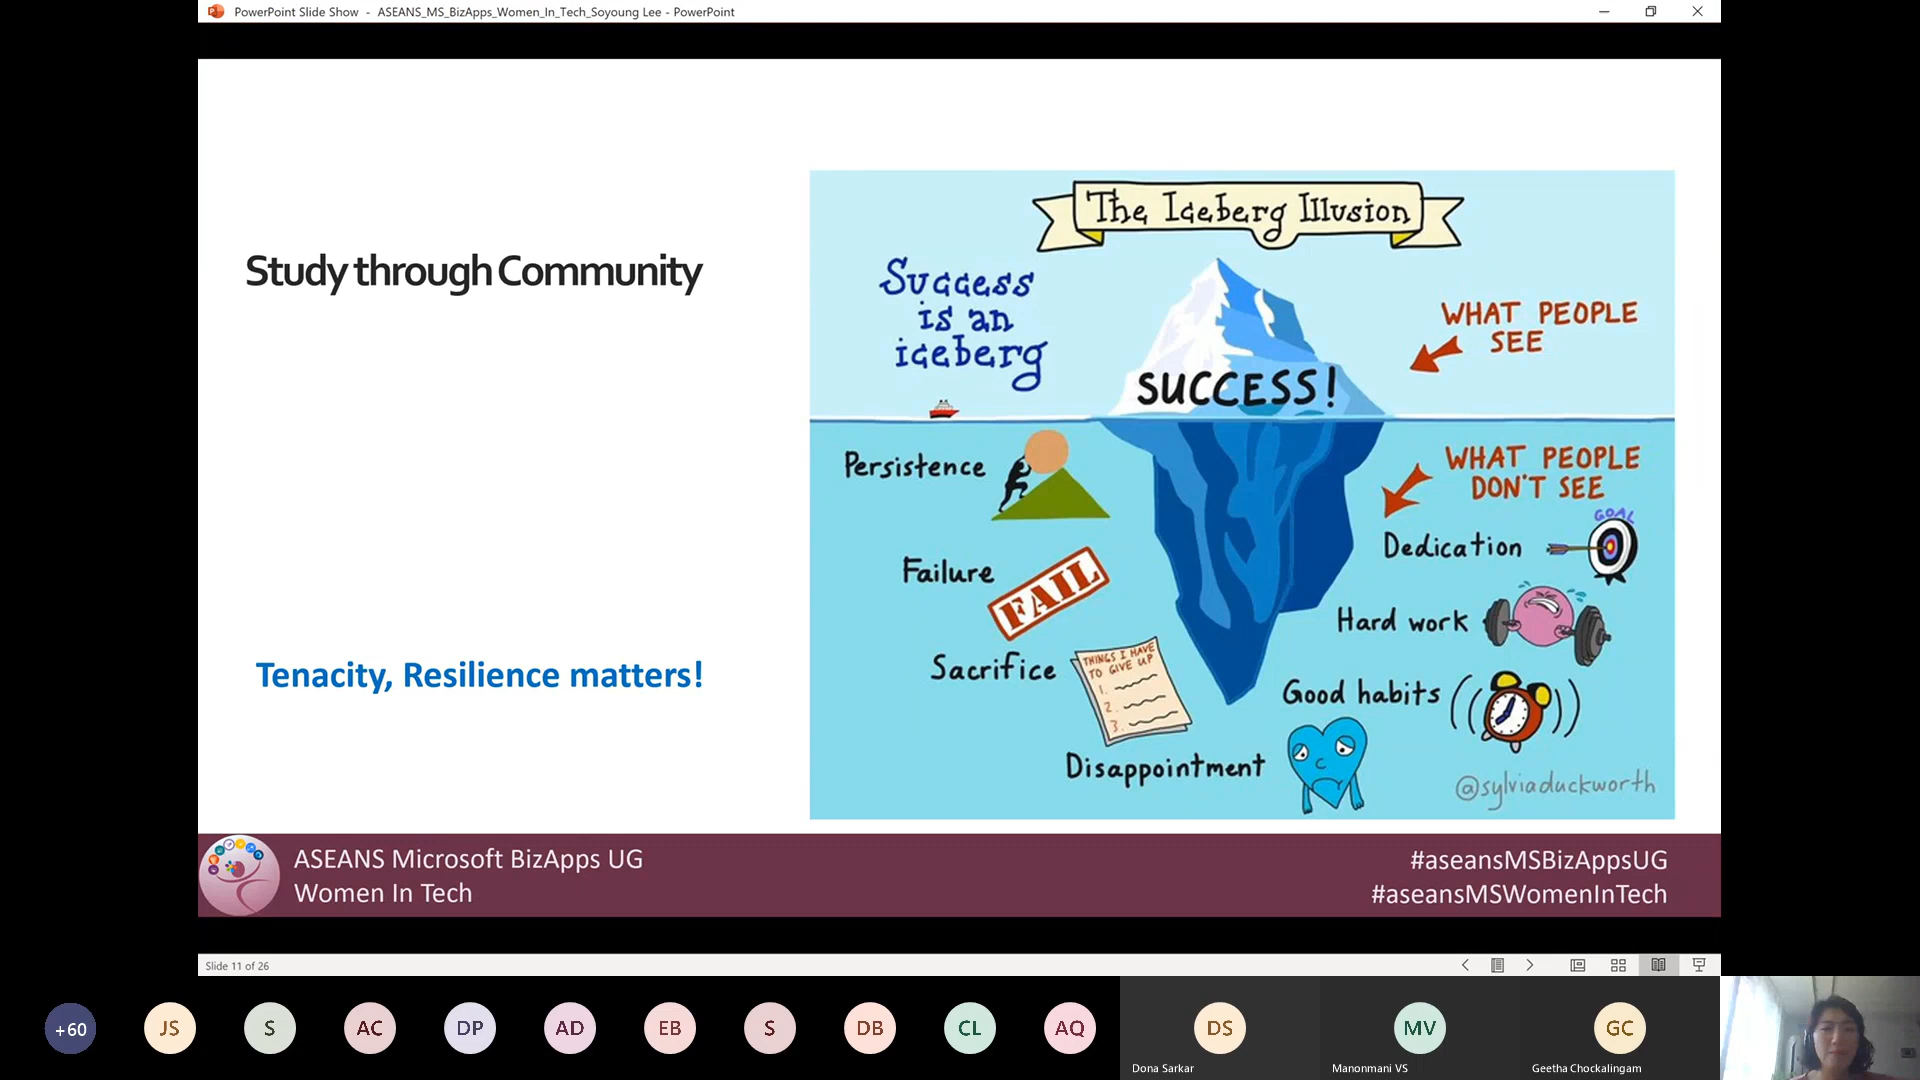 PowerPoint Slide Show - ASEANS_MS_BizApps_Women_In_Tech_Soyoung Lee - PowerPoint
Study through Community
Tenacity, Resilience matters!
The Iceberg Illusion
Success
is an
iceberg
WHAT PEOPLE
SEE
SUCCESS!
Persistence
WHAT PEOPLE
DON'T SEE
GOAL
Dedication
Failure
FAIL
Hard work
Sacrifice
THINGS I HAVE
TO GIVE UP
1.
2.
3.
Good habits
Disappointment
@sylviaduckworth
ASEANS Microsoft BizApps UG
Women In Tech
#aseansMSBizAppsUG
#aseansMSWomenInTech
Slide 11 of 26
+60
JS
S
AC
DP
AD
EB
S
DB
CL
AQ
DS
Dona Sarkar
MV
Manonmani VS
GC
Geetha Chockalingam